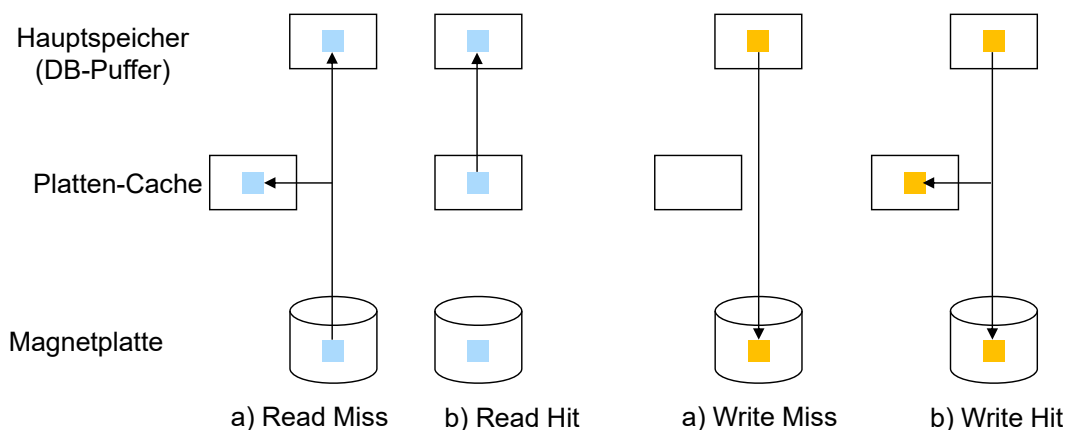 Hauptspeicher
(DB-Puffer)
Platten-Cache
Magnetplatte
a) Read Miss
b) Read Hit
a) Write Miss
b) Write Hit